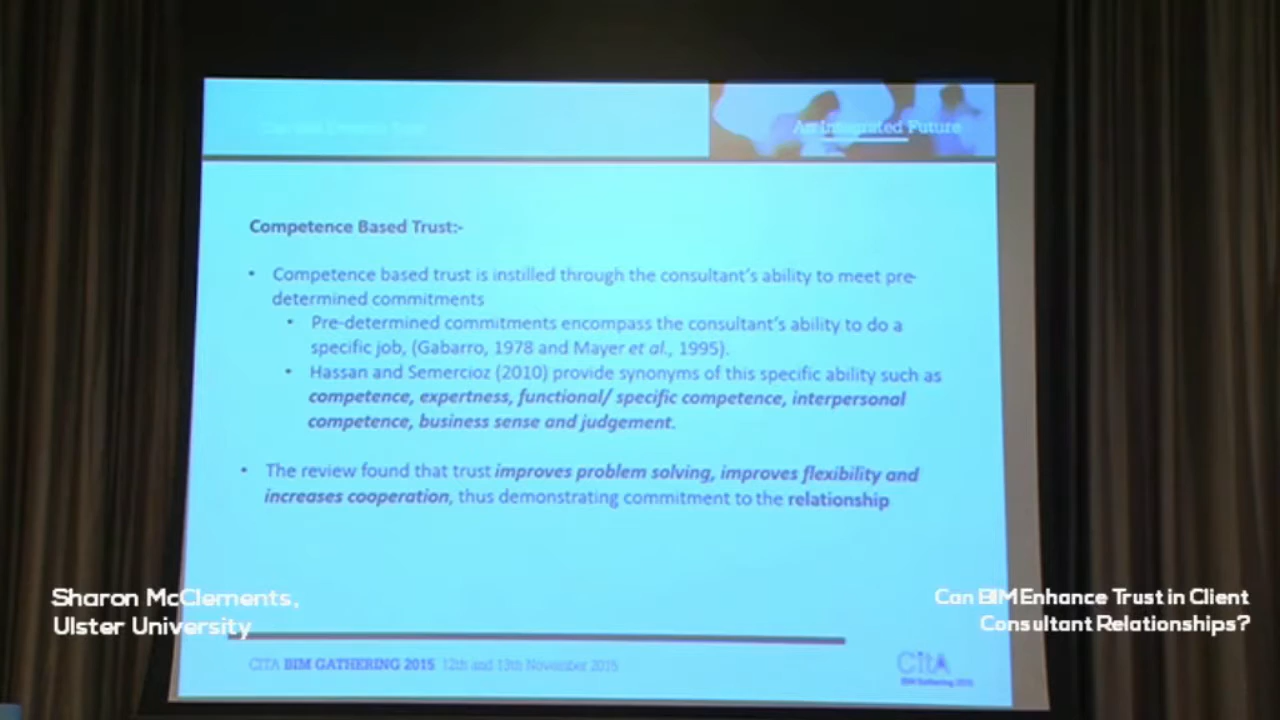 An Integrated Future
Competence Based Trust:-
• Competence based trust is instilled through the consultant's ability to meet pre-
determined commitments
• Pre-determined commitments encompass the consultant's ability to do a
specific job, (Gabarro, 1978 and Mayer et al., 1995).
• Hassan and Semercioz (2010) provide synonyms of this specific ability such as
competence, expertness, functional/ specific competence, interpersonal
competence, business sense and judgement.
• The review found that trust improves problem solving, improves flexibility and
increases cooperation, thus demonstrating commitment to the relationship
Sharon McClements,
Ulster University
Can BIM Enhance Trust in Client
Consultant Relationships?
CITA BIM GATHERING 2015 12th and 13th November 2015
CitA
BIM Gathering 2015